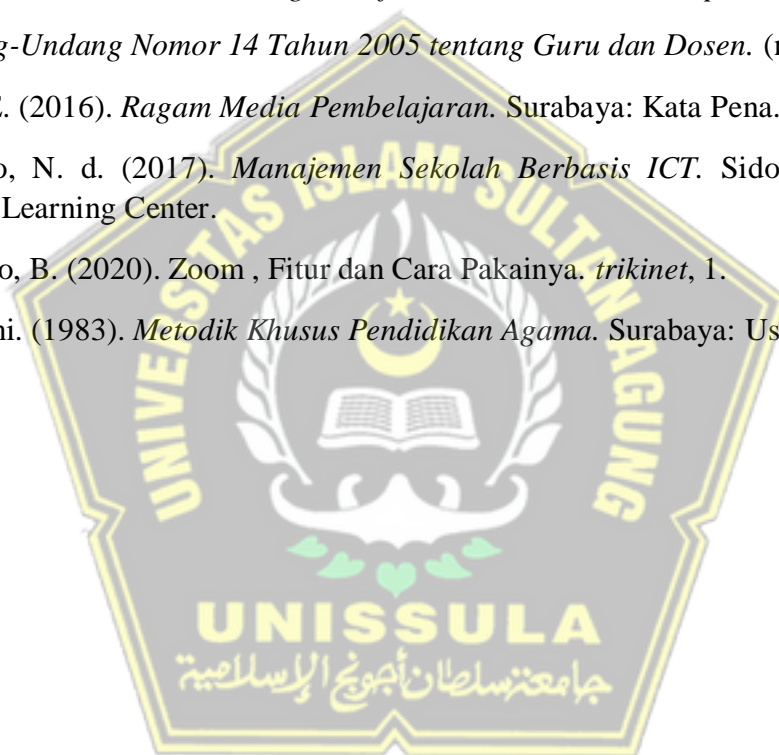 g-Undang Nomor 14 Tahun 2005 tentang Guru dan Dosen. (n
E. (2016). Ragam Media Pembelajaran. Surabaya: Kata Pena.
o, N. d. (2017). Manajemen Sekolah Berbasis ICT. Sido
Learning Center.
o, B. (2020). Zoom , Fitur dan Cara Pakainya. trikinet, 1.
ni. (1983). Metodik Khusus Pendidikan Agama. Surabaya: Us
UNIVERSITAS ISLAM SULTAN AGUNG
UNISSULA
جامعتسلطان أجونج الإسلامية